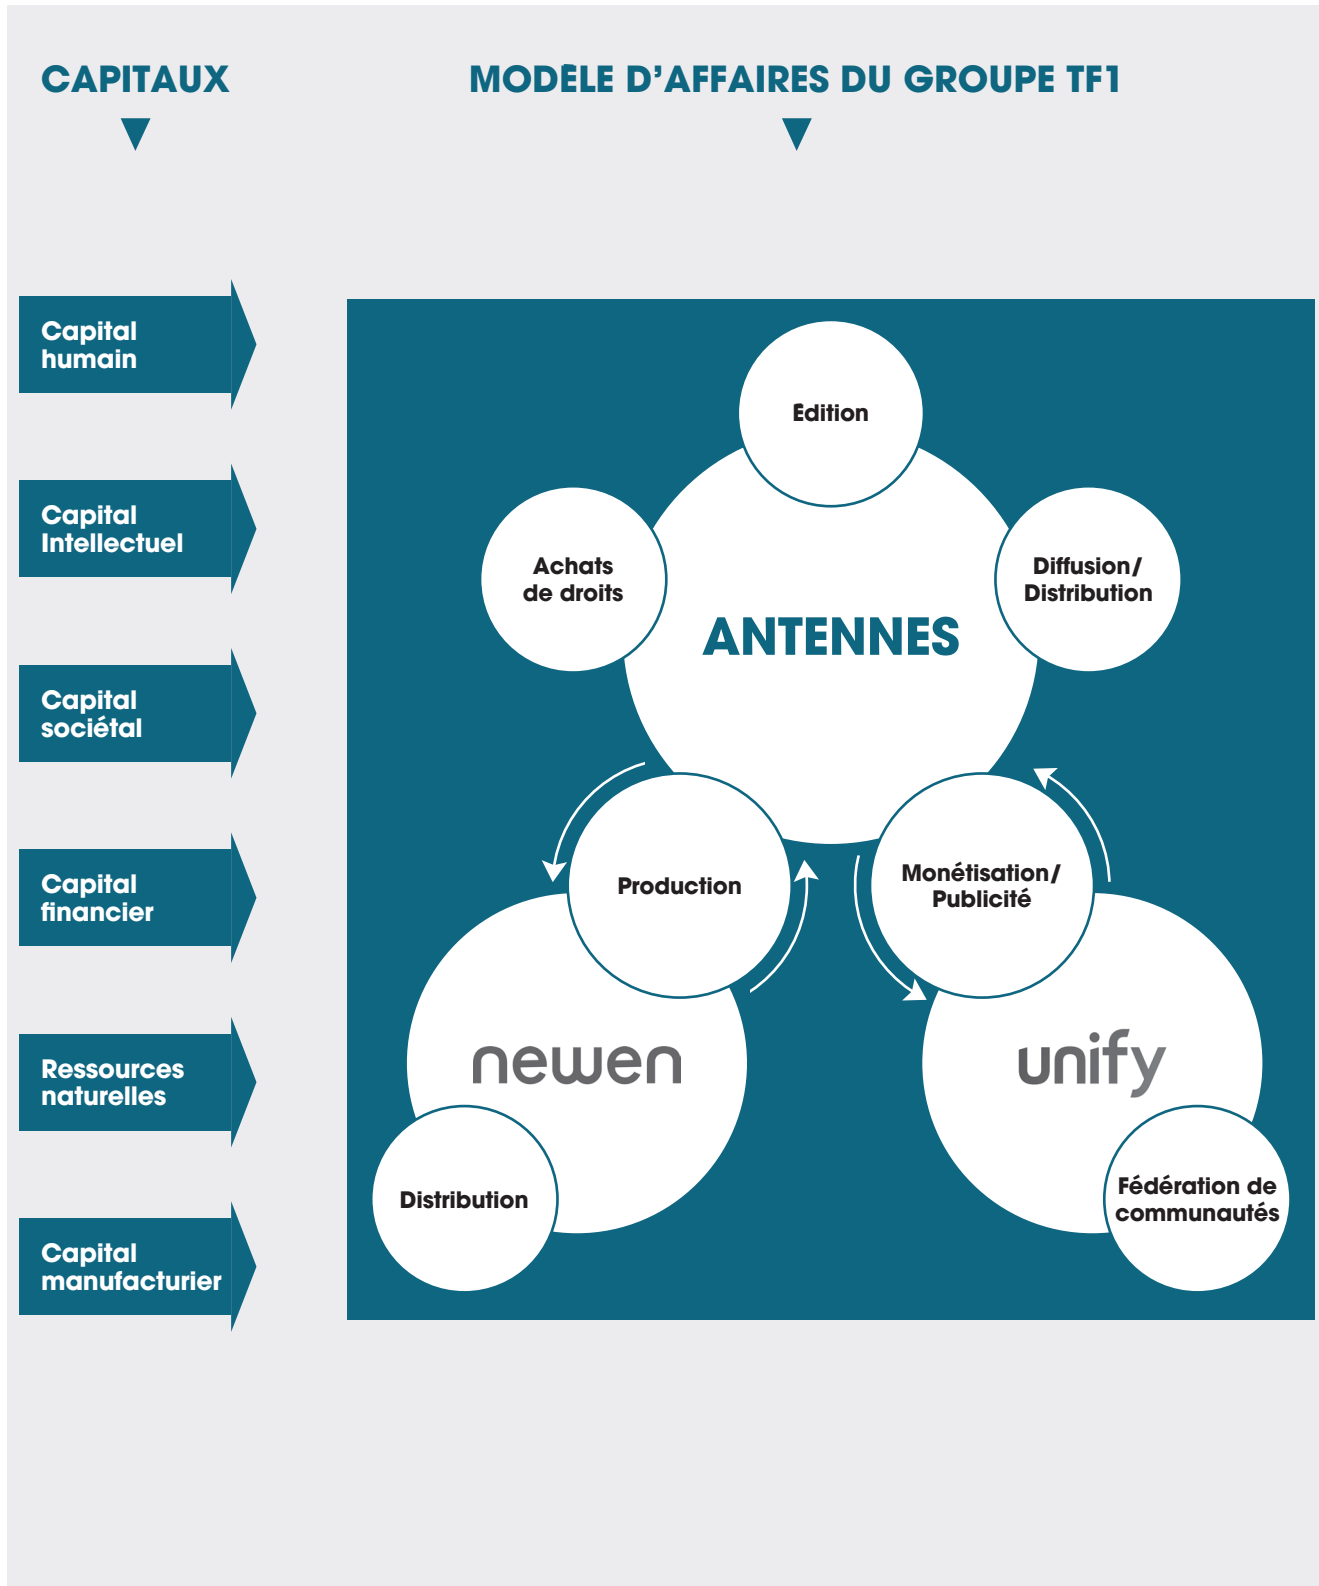 CAPITAUX
MODÈLE D’AFFAIRES DU GROUPE TF1
Capital
humain
Capital
Intellectuel
Capital
sociétal
Capital
financier
Ressources
naturelles
Capital
manufacturier
Édition
Achats
de droits
Diffusion/
Distribution
ANTENNES
Production
Monétisation/
Publicité
newen
unify
Distribution
Fédération de
communautés